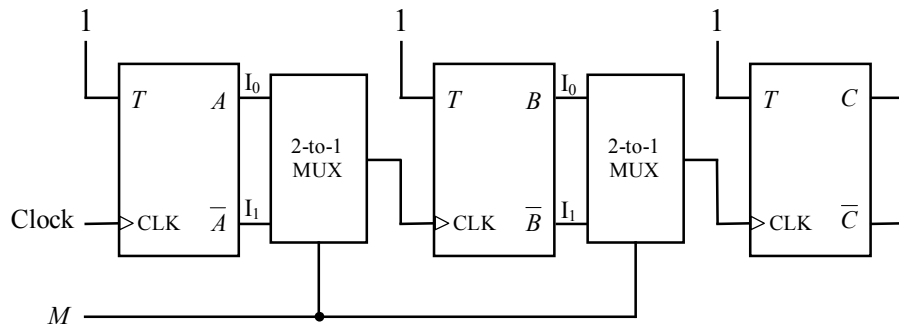 1 1 1
T A I₀ 2-to-1 MUX T B I₀ 2-to-1 MUX T C
Clock CLK A̅ I₁ CLK B̅ I₁ CLK C̅
M